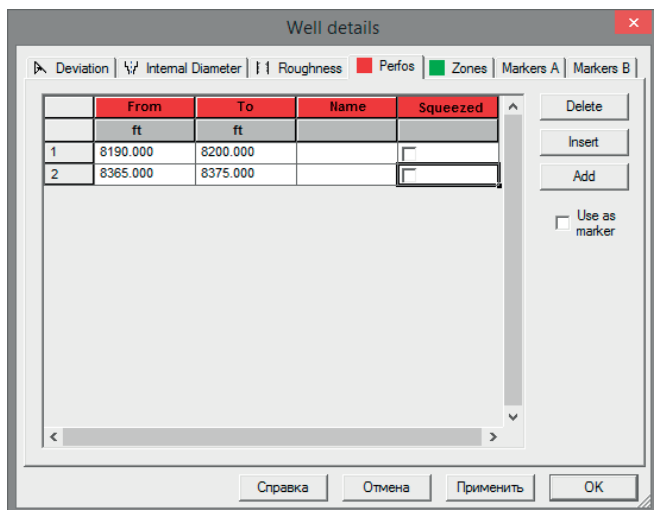 Well details
Deviation Internal Diameter Roughness Perfos Zones Markers A Markers B
From To Name Squeezed
ft ft
1 8190.000 8200.000
2 8365.000 8375.000
Delete
Insert
Add
Use as
marker
Справка Отмена Применить OK